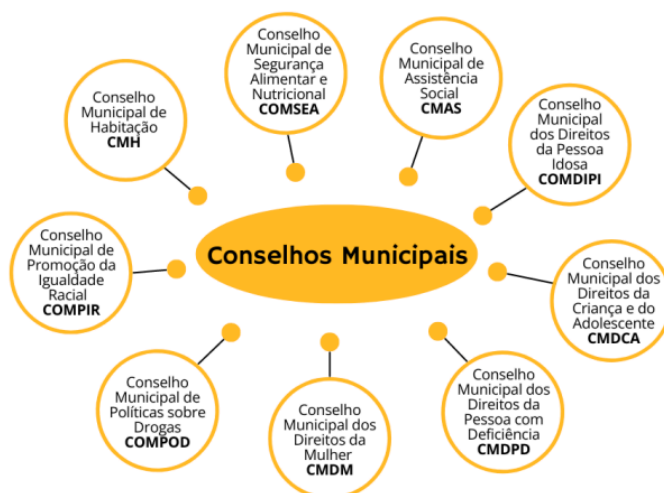 Conselho
Municipal de
Segurança
Alimentar e
Nutricional
COMSEA
Conselho
Municipal de
Assistência
Social
CMAS
Conselho
Municipal de
Habitação
CMH
Conselho
Municipal
dos Direitos
da Pessoa
Idosa
COMDIPI
Conselhos Municipais
Conselho
Municipal de
Promoção da
Igualdade
Racial
COMPIR
Conselho
Municipal dos
Direitos da
Criança e do
Adolescente
CMDCA
Conselho
Municipal de
Políticas sobre
Drogas
COMPOD
Conselho
Municipal dos
Direitos da
Mulher
CMDM
Conselho
Municipal dos
Direitos da
Pessoa com
Deficiência
CMDPD